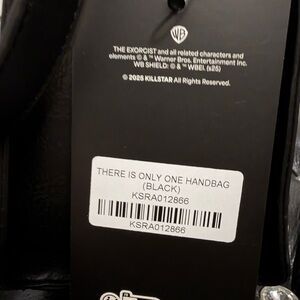 WB
THE EXORCIST and all related characters and
elements © & ™ Warner Bros. Entertainment Inc.
WB SHIELD: © & ™ WBEI. (s25)
© 2025 KILLSTAR All Rights Reserved.
THERE IS ONLY ONE HANDBAG
(BLACK)
KSRA012866
KSRA012866